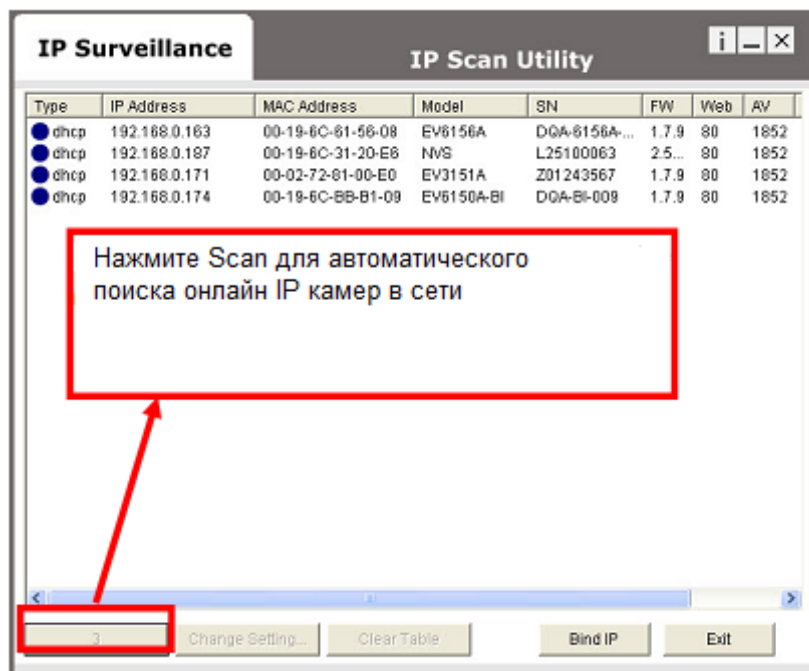 IP Surveillance
IP Scan Utility
Type IP Address MAC Address Model SN FW Web AV
dhcp 192.168.0.163 00-19-6C-61-56-08 EV6156A DQA-6156A-... 1.7.9 80 1852
dhcp 192.168.0.187 00-19-6C-31-20-E6 NVS L25100063 2.5... 80 1852
dhcp 192.168.0.171 00-02-72-81-00-E0 EV3151A Z01243567 1.7.9 80 1852
dhcp 192.168.0.174 00-19-6C-BB-B1-09 EV6150A-BI DQA-BI-009 1.7.9 80 1852
Нажмите Scan для автоматического
поиска онлайн IP камер в сети
3 Change Setting... Clear Table Bind IP Exit